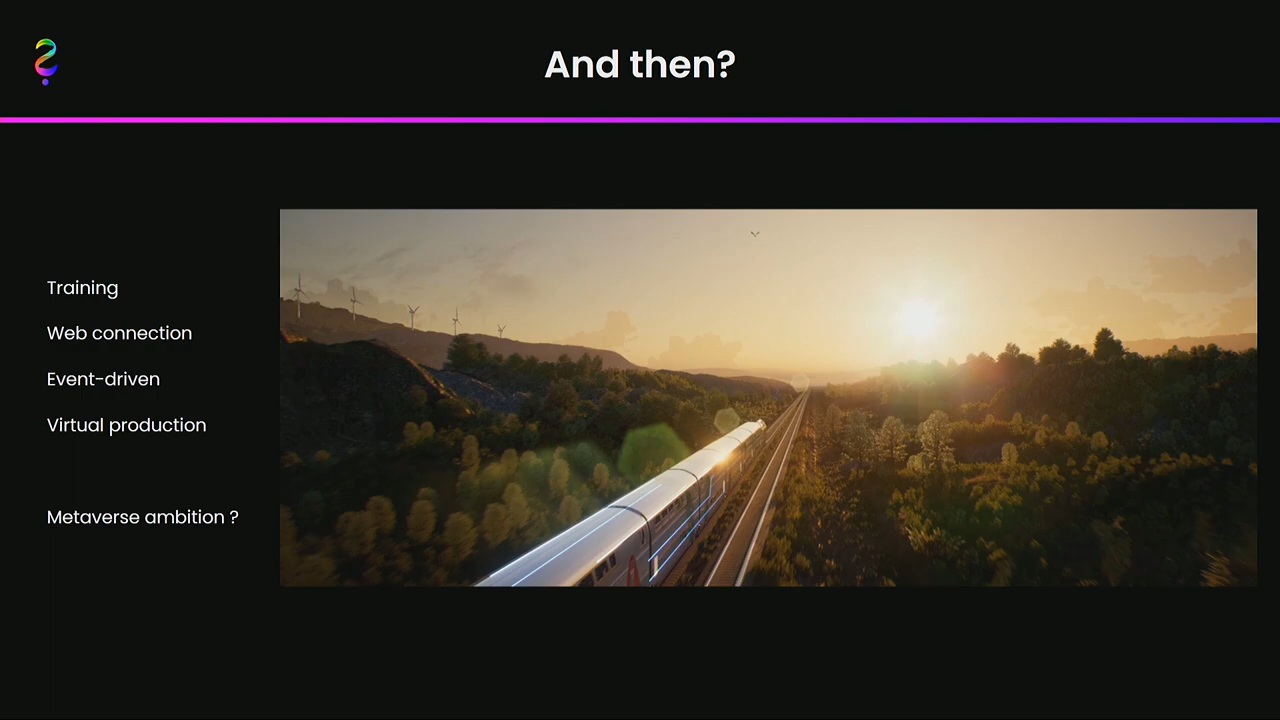 And then?
Training
Web connection
Event-driven
Virtual production
Metaverse ambition ?